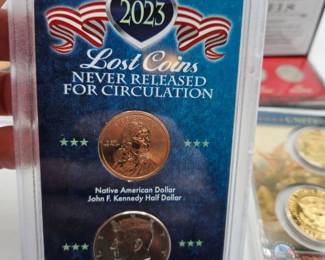 2023
Lost Coins
NEVER RELEASED
FOR CIRCULATION
Native American Dollar
John F. Kennedy Half Dollar